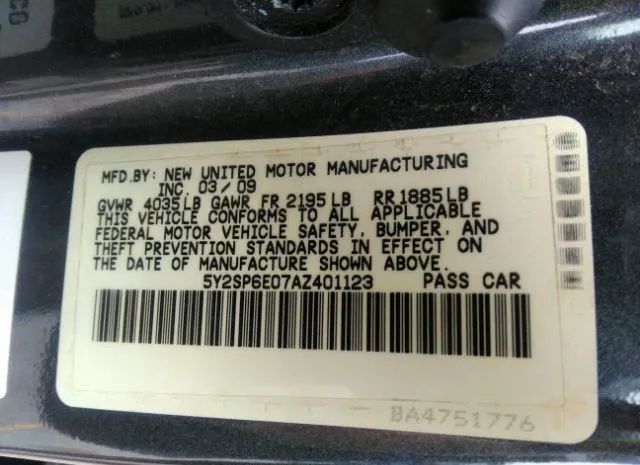 MFD.BY: NEW UNITED MOTOR MANUFACTURING
INC. 03/09
GVWR 4035LB GAWR FR 2195LB RR1885LB
THIS VEHICLE CONFORMS TO ALL APPLICABLE
FEDERAL MOTOR VEHICLE SAFETY, BUMPER, AND
THEFT PREVENTION STANDARDS IN EFFECT ON
THE DATE OF MANUFACTURE SHOWN ABOVE.
5Y2SP6E07AZ401123 PASS CAR
BA4751776